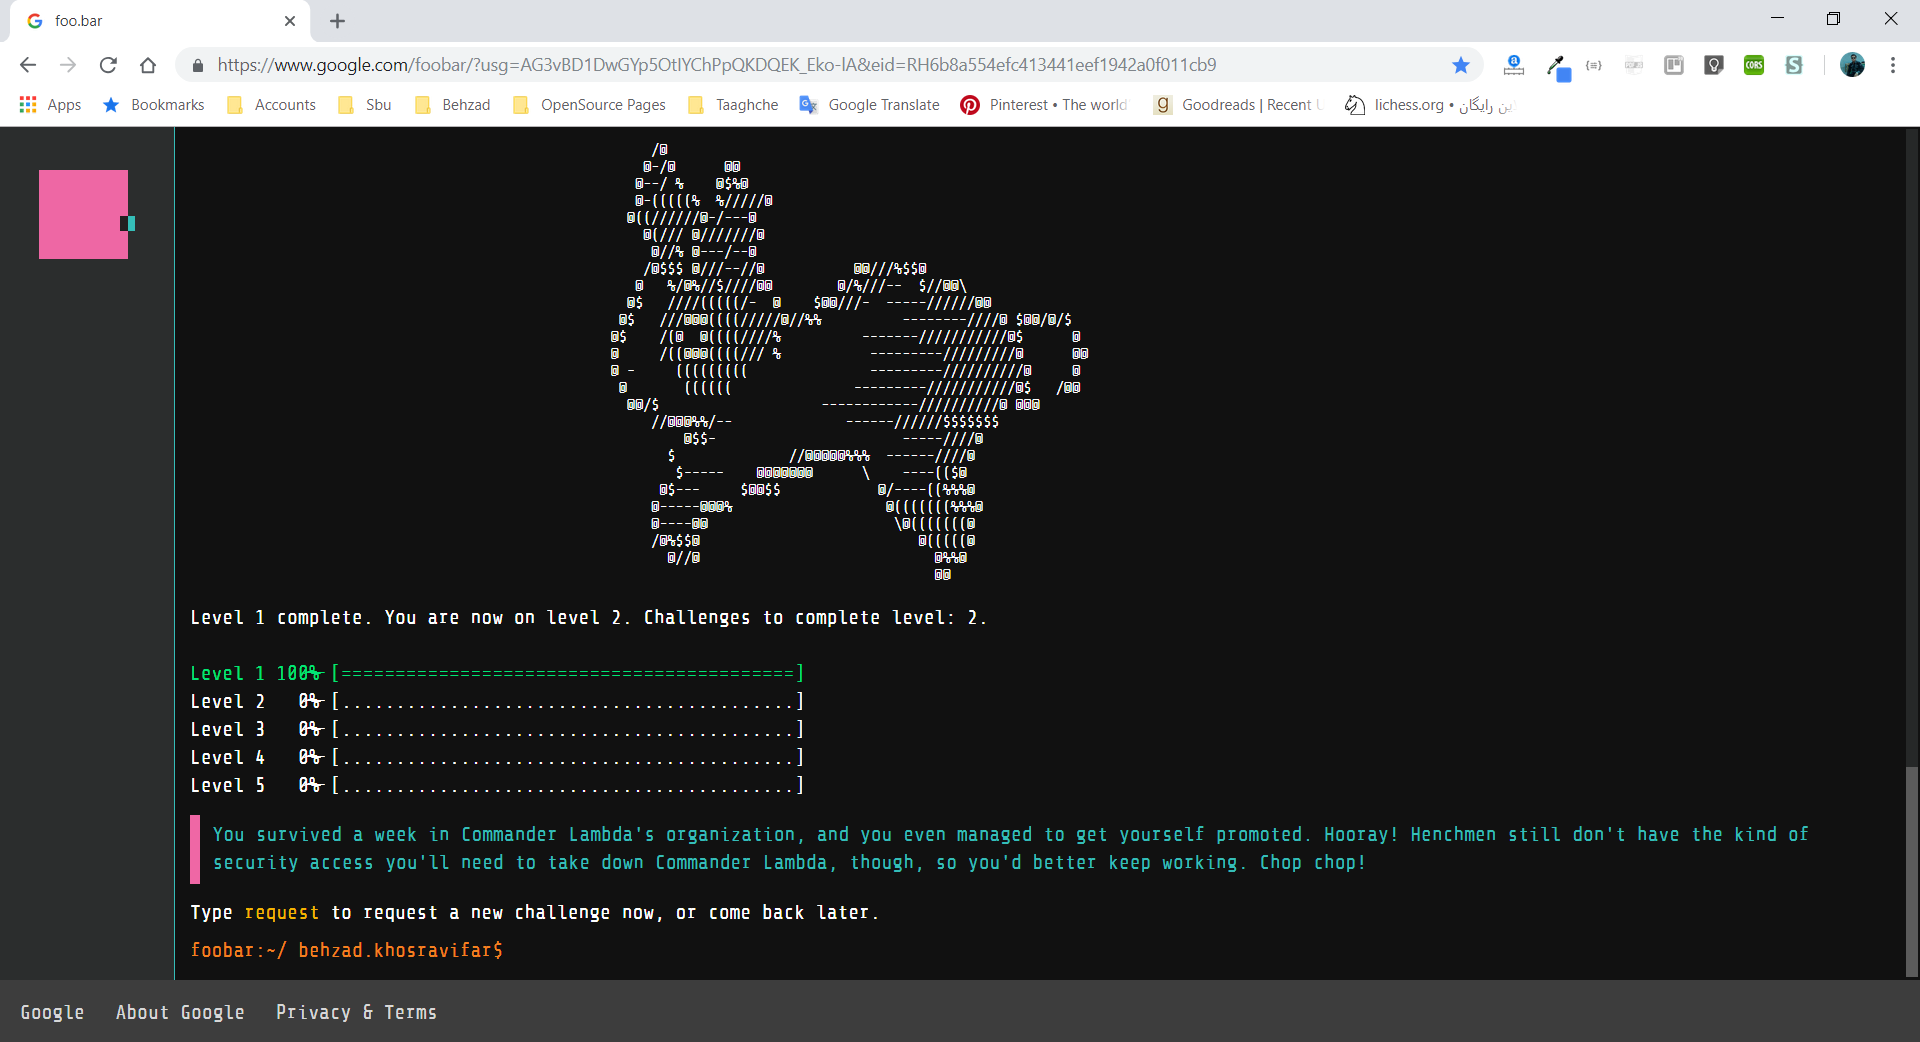 foo.bar
https://www.google.com/foobar/?usg=AG3vBD1DwGYp5OtIYChPpQKDQEK_Eko-lA&eid=RH6b8a554efc413441eef1942a0f011cb9
Apps Bookmarks Accounts Sbu Behzad OpenSource Pages Taaghche Google Translate Pinterest • The world Goodreads | Recent lichess.org • رایگان
CORS
Level 1 complete. You are now on level 2. Challenges to complete level: 2.
Level 1 100% [==========================================]
Level 2 0% [..........................................]
Level 3 0% [..........................................]
Level 4 0% [..........................................]
Level 5 0% [..........................................]
You survived a week in Commander Lambda's organization, and you even managed to get yourself promoted. Hooray! Henchmen still don't have the kind of
security access you'll need to take down Commander Lambda, though, so you'd better keep working. Chop chop!
Type request to request a new challenge now, or come back later.
foobar:~/ behzad.khosravifar$
Google About Google Privacy & Terms